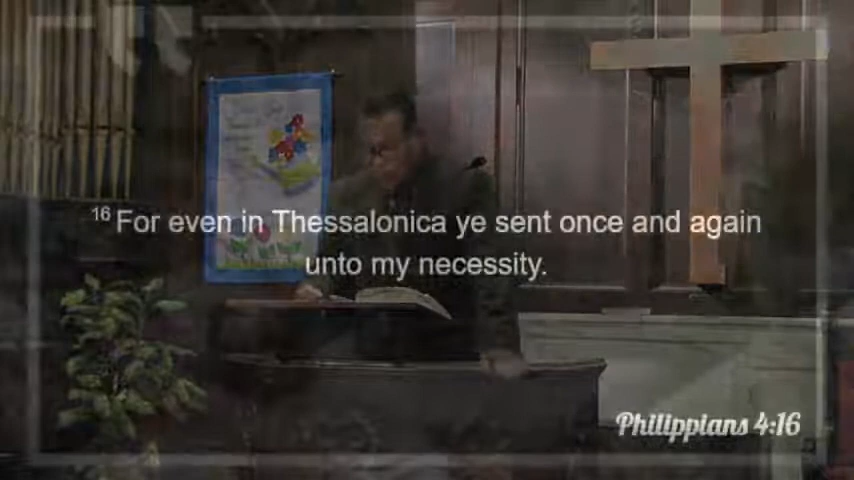 16 For even in Thessalonica ye sent once and again
unto my necessity.
Philippians 4:16